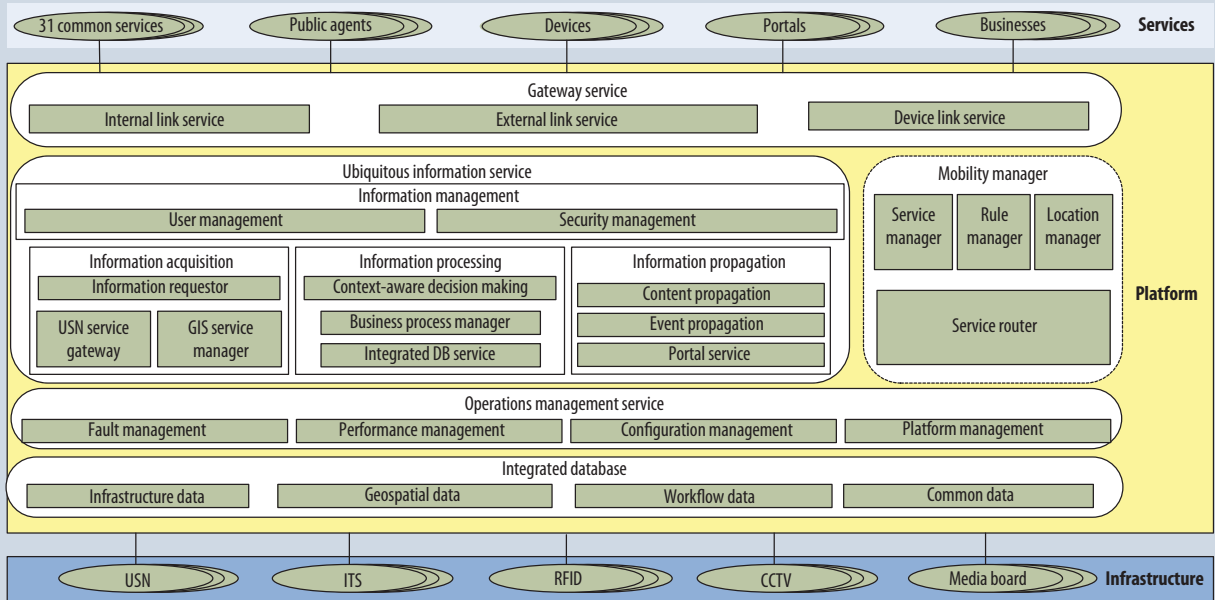 31 common services
Public agents
Devices
Portals
Businesses
Services
Gateway service
Internal link service
External link service
Device link service
Ubiquitous information service
Information management
User management
Security management
Information acquisition
Information requestor
USN service
gateway
GIS service
manager
Information processing
Context-aware decision making
Business process manager
Integrated DB service
Information propagation
Content propagation
Event propagation
Portal service
Mobility manager
Service
manager
Rule
manager
Location
manager
Service router
Platform
Operations management service
Fault management
Performance management
Configuration management
Platform management
Integrated database
Infrastructure data
Geospatial data
Workflow data
Common data
USN
ITS
RFID
CCTV
Media board
Infrastructure